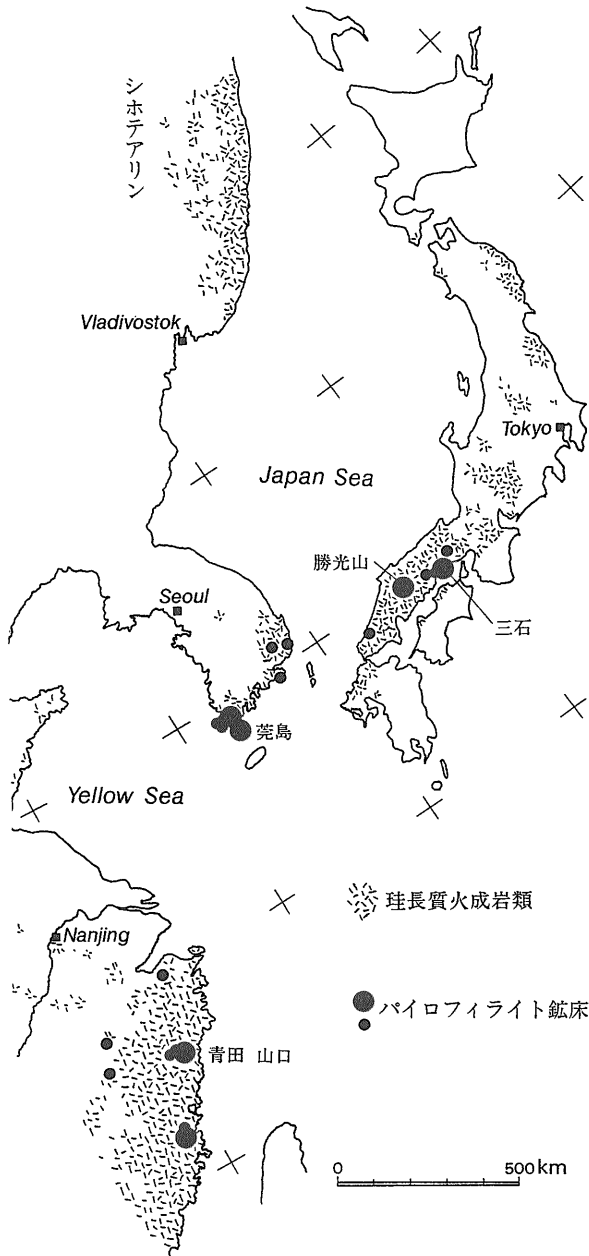 シホテアリン
Vladivostok
Tokyo
Japan Sea
勝光山
Seoul
三石
莞島
Yellow Sea
珪長質火成岩類
Nanjing
パイロフィライト鉱床
青田 山口
0 500km